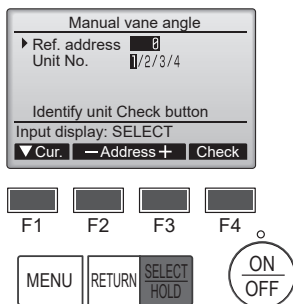 Manual vane angle
Ref. address 0
Unit No. 1/2/3/4
Identify unit Check button
Input display: SELECT
▼Cur. −Address+ Check
F1 F2 F3 F4
MENU RETURN SELECT HOLD ON OFF